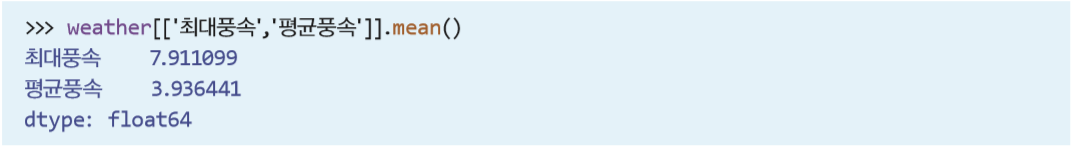 >>> weather[['최대풍속','평균풍속']].mean()
최대풍속 7.911099
평균풍속 3.936441
dtype: float64